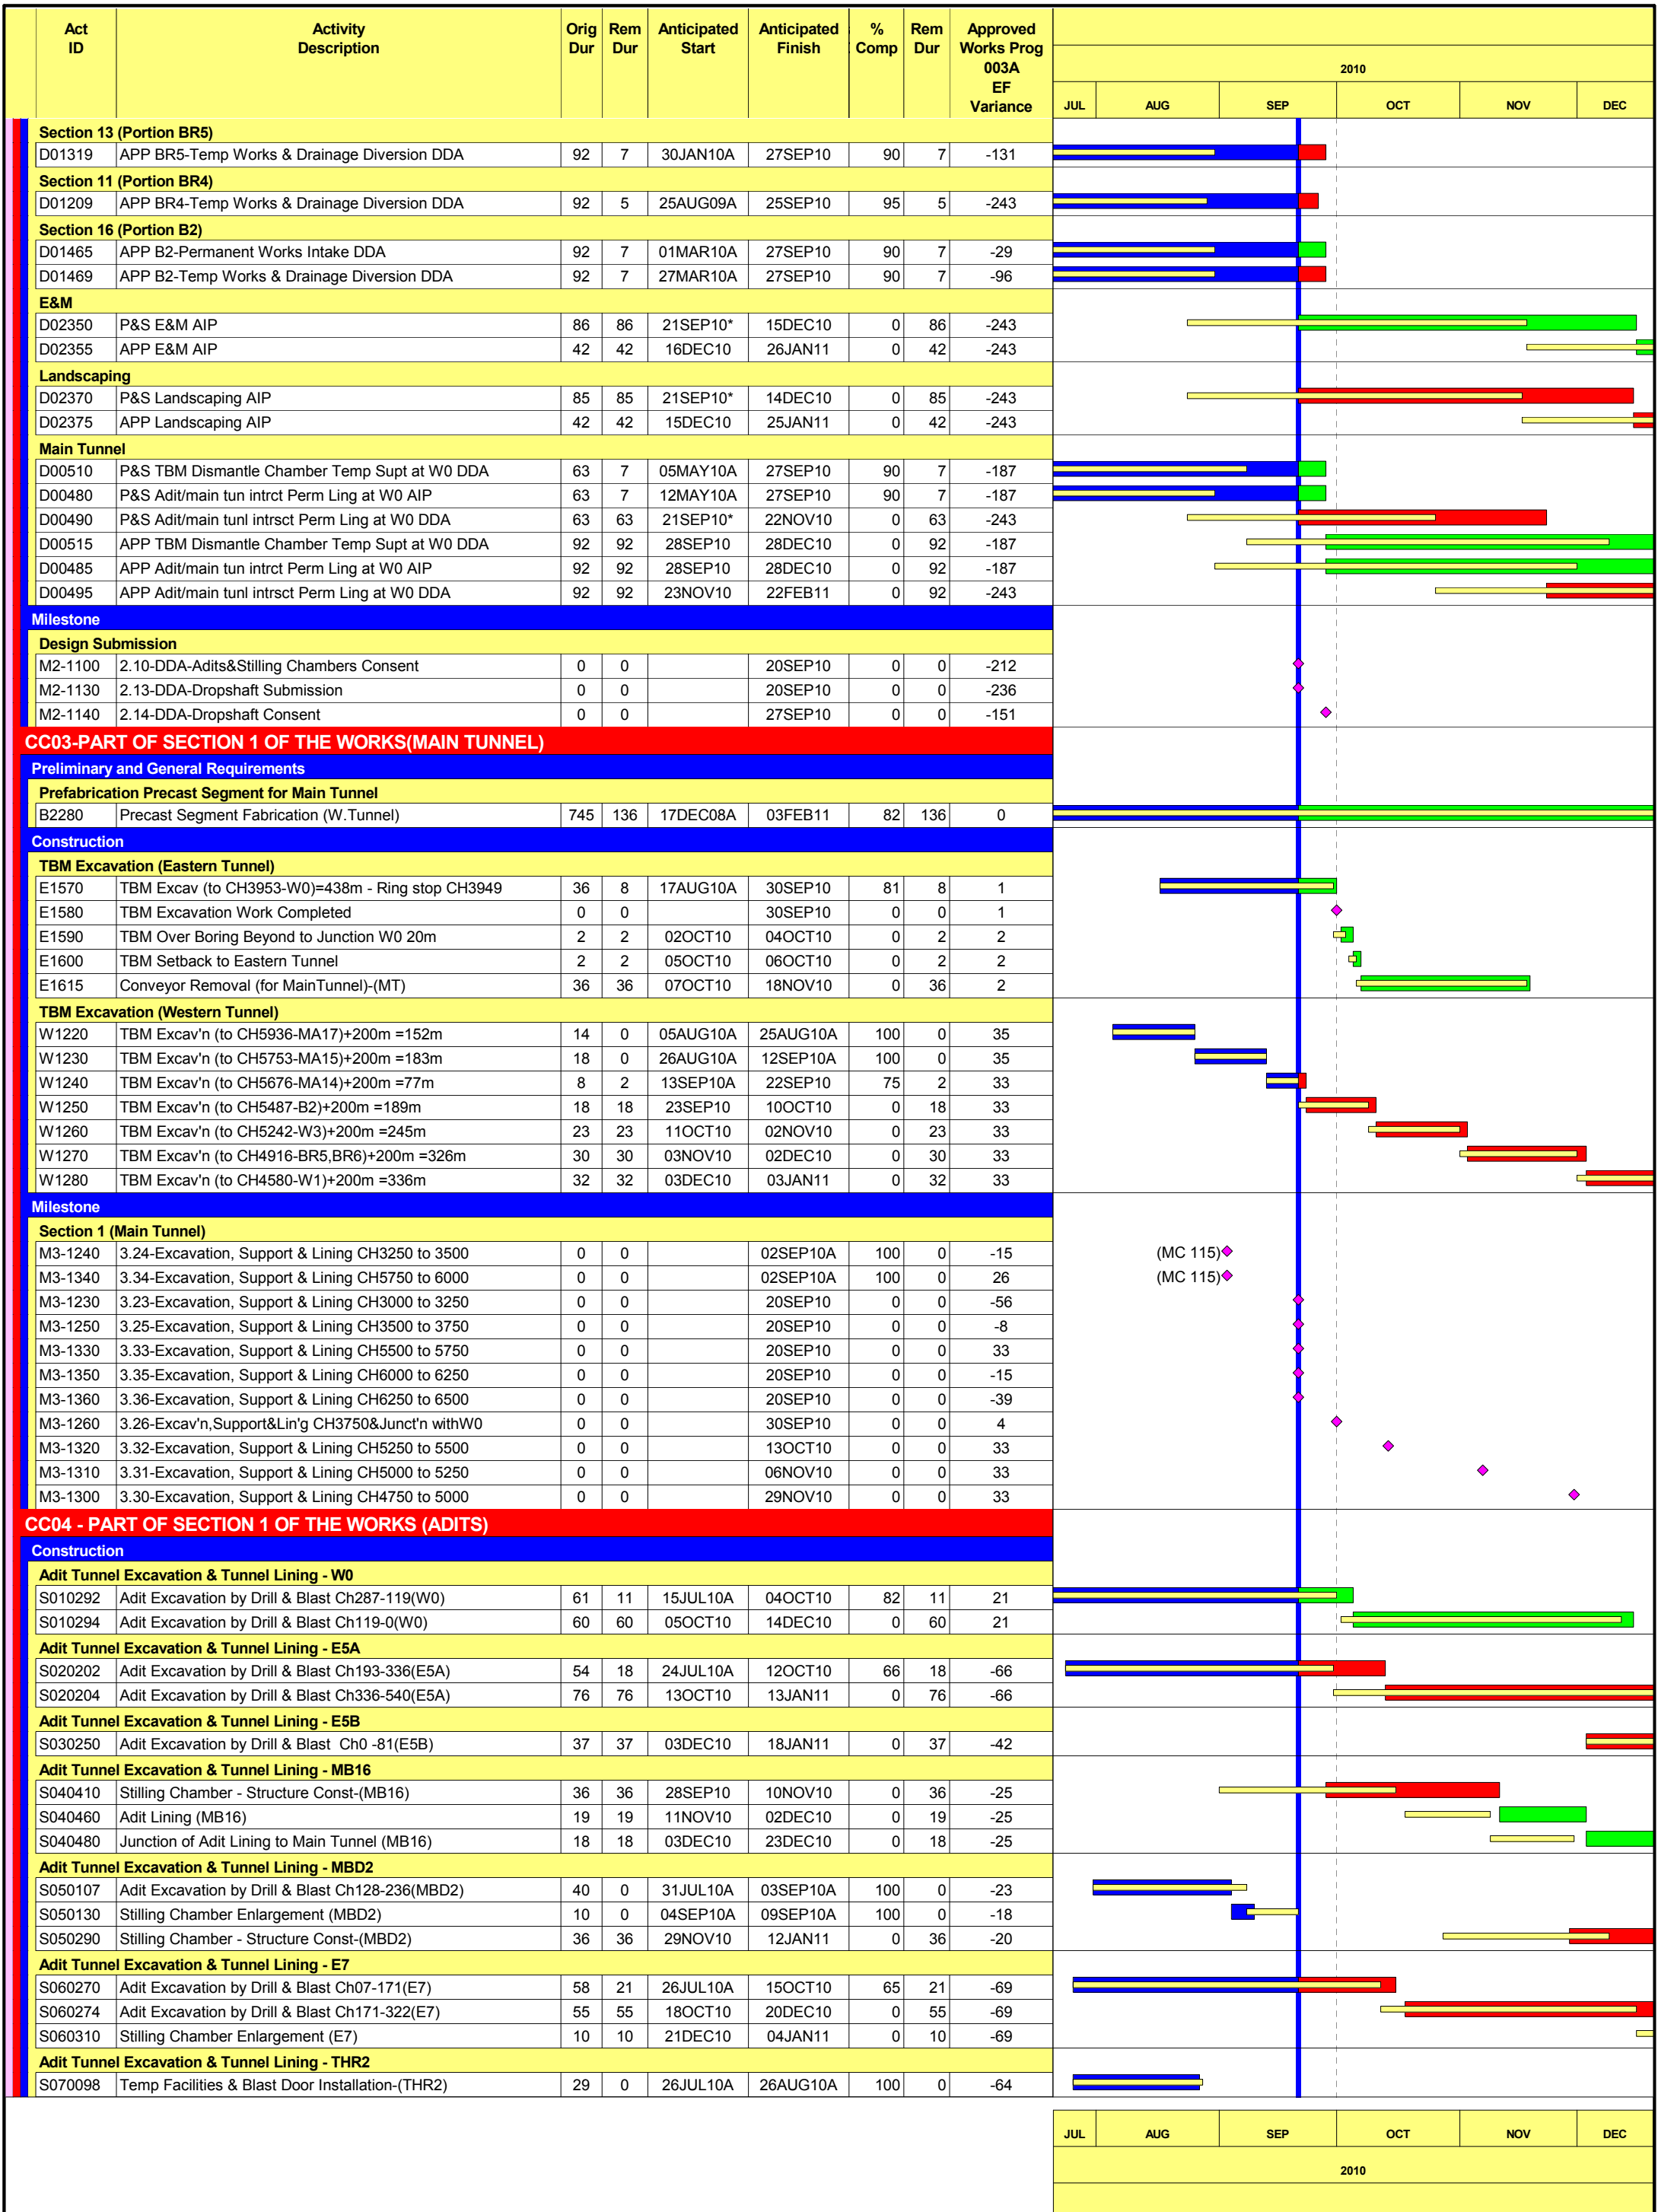 Act ID Activity Description Orig Dur Rem Dur Anticipated Start Anticipated Finish % Comp Rem Dur Approved Works Prog 003A EF Variance
2010
JUL AUG SEP OCT NOV DEC
Section 13 (Portion BR5)
D01319 APP BR5-Temp Works & Drainage Diversion DDA 92 7 30JAN10A 27SEP10 90 7 -131
Section 11 (Portion BR4)
D01209 APP BR4-Temp Works & Drainage Diversion DDA 92 5 25AUG09A 25SEP10 95 5 -243
Section 16 (Portion B2)
D01465 APP B2-Permanent Works Intake DDA 92 7 01MAR10A 27SEP10 90 7 -29
D01469 APP B2-Temp Works & Drainage Diversion DDA 92 7 27MAR10A 27SEP10 90 7 -96
E&M
D02350 P&S E&M AIP 86 86 21SEP10* 15DEC10 0 86 -243
D02355 APP E&M AIP 42 42 16DEC10 26JAN11 0 42 -243
Landscaping
D02370 P&S Landscaping AIP 85 85 21SEP10* 14DEC10 0 85 -243
D02375 APP Landscaping AIP 42 42 15DEC10 25JAN11 0 42 -243
Main Tunnel
D00510 P&S TBM Dismantle Chamber Temp Supt at W0 DDA 63 7 05MAY10A 27SEP10 90 7 -187
D00480 P&S Adit/main tun intrct Perm Ling at W0 AIP 63 7 12MAY10A 27SEP10 90 7 -187
D00490 P&S Adit/main tunl intrsct Perm Ling at W0 DDA 63 63 21SEP10* 22NOV10 0 63 -243
D00515 APP TBM Dismantle Chamber Temp Supt at W0 DDA 92 92 28SEP10 28DEC10 0 92 -187
D00485 APP Adit/main tun intrct Perm Ling at W0 AIP 92 92 28SEP10 28DEC10 0 92 -187
D00495 APP Adit/main tunl intrsct Perm Ling at W0 DDA 92 92 23NOV10 22FEB11 0 92 -243
Milestone
Design Submission
M2-1100 2.10-DDA-Adits&Stilling Chambers Consent 0 0 20SEP10 0 0 -212
M2-1130 2.13-DDA-Dropshaft Submission 0 0 20SEP10 0 0 -236
M2-1140 2.14-DDA-Dropshaft Consent 0 0 27SEP10 0 0 -151
CC03-PART OF SECTION 1 OF THE WORKS(MAIN TUNNEL)
Preliminary and General Requirements
Prefabrication Precast Segment for Main Tunnel
B2280 Precast Segment Fabrication (W.Tunnel) 745 136 17DEC08A 03FEB11 82 136 0
Construction
TBM Excavation (Eastern Tunnel)
E1570 TBM Excav (to CH3953-W0)=438m - Ring stop CH3949 36 8 17AUG10A 30SEP10 81 8 1
E1580 TBM Excavation Work Completed 0 0 30SEP10 0 0 1
E1590 TBM Over Boring Beyond to Junction W0 20m 2 2 02OCT10 04OCT10 0 2 2
E1600 TBM Setback to Eastern Tunnel 2 2 05OCT10 06OCT10 0 2 2
E1615 Conveyor Removal (for MainTunnel)-(MT) 36 36 07OCT10 18NOV10 0 36 2
TBM Excavation (Western Tunnel)
W1220 TBM Excav'n (to CH5936-MA17)+200m =152m 14 0 05AUG10A 25AUG10A 100 0 35
W1230 TBM Excav'n (to CH5753-MA15)+200m =183m 18 0 26AUG10A 12SEP10A 100 0 35
W1240 TBM Excav'n (to CH5676-MA14)+200m =77m 8 2 13SEP10A 22SEP10 75 2 33
W1250 TBM Excav'n (to CH5487-B2)+200m =189m 18 18 23SEP10 10OCT10 0 18 33
W1260 TBM Excav'n (to CH5242-W3)+200m =245m 23 23 11OCT10 02NOV10 0 23 33
W1270 TBM Excav'n (to CH4916-BR5,BR6)+200m =326m 30 30 03NOV10 02DEC10 0 30 33
W1280 TBM Excav'n (to CH4580-W1)+200m =336m 32 32 03DEC10 03JAN11 0 32 33
Milestone
Section 1 (Main Tunnel)
M3-1240 3.24-Excavation, Support & Lining CH3250 to 3500 0 0 02SEP10A 100 0 -15 (MC 115)
M3-1340 3.34-Excavation, Support & Lining CH5750 to 6000 0 0 02SEP10A 100 0 26 (MC 115)
M3-1230 3.23-Excavation, Support & Lining CH3000 to 3250 0 0 20SEP10 0 0 -56
M3-1250 3.25-Excavation, Support & Lining CH3500 to 3750 0 0 20SEP10 0 0 -8
M3-1330 3.33-Excavation, Support & Lining CH5500 to 5750 0 0 20SEP10 0 0 33
M3-1350 3.35-Excavation, Support & Lining CH6000 to 6250 0 0 20SEP10 0 0 -15
M3-1360 3.36-Excavation, Support & Lining CH6250 to 6500 0 0 20SEP10 0 0 -39
M3-1260 3.26-Excav'n,Support&Lin'g CH3750&Junct'n withW0 0 0 30SEP10 0 0 4
M3-1320 3.32-Excavation, Support & Lining CH5250 to 5500 0 0 13OCT10 0 0 33
M3-1310 3.31-Excavation, Support & Lining CH5000 to 5250 0 0 06NOV10 0 0 33
M3-1300 3.30-Excavation, Support & Lining CH4750 to 5000 0 0 29NOV10 0 0 33
CC04 - PART OF SECTION 1 OF THE WORKS (ADITS)
Construction
Adit Tunnel Excavation & Tunnel Lining - W0
S010292 Adit Excavation by Drill & Blast Ch287-119(W0) 61 11 15JUL10A 04OCT10 82 11 21
S010294 Adit Excavation by Drill & Blast Ch119-0(W0) 60 60 05OCT10 14DEC10 0 60 21
Adit Tunnel Excavation & Tunnel Lining - E5A
S020202 Adit Excavation by Drill & Blast Ch193-336(E5A) 54 18 24JUL10A 12OCT10 66 18 -66
S020204 Adit Excavation by Drill & Blast Ch336-540(E5A) 76 76 13OCT10 13JAN11 0 76 -66
Adit Tunnel Excavation & Tunnel Lining - E5B
S030250 Adit Excavation by Drill & Blast Ch0 -81(E5B) 37 37 03DEC10 18JAN11 0 37 -42
Adit Tunnel Excavation & Tunnel Lining - MB16
S040410 Stilling Chamber - Structure Const-(MB16) 36 36 28SEP10 10NOV10 0 36 -25
S040460 Adit Lining (MB16) 19 19 11NOV10 02DEC10 0 19 -25
S040480 Junction of Adit Lining to Main Tunnel (MB16) 18 18 03DEC10 23DEC10 0 18 -25
Adit Tunnel Excavation & Tunnel Lining - MBD2
S050107 Adit Excavation by Drill & Blast Ch128-236(MBD2) 40 0 31JUL10A 03SEP10A 100 0 -23
S050130 Stilling Chamber Enlargement (MBD2) 10 0 04SEP10A 09SEP10A 100 0 -18
S050290 Stilling Chamber - Structure Const-(MBD2) 36 36 29NOV10 12JAN11 0 36 -20
Adit Tunnel Excavation & Tunnel Lining - E7
S060270 Adit Excavation by Drill & Blast Ch07-171(E7) 58 21 26JUL10A 15OCT10 65 21 -69
S060274 Adit Excavation by Drill & Blast Ch171-322(E7) 55 55 18OCT10 20DEC10 0 55 -69
S060310 Stilling Chamber Enlargement (E7) 10 10 21DEC10 04JAN11 0 10 -69
Adit Tunnel Excavation & Tunnel Lining - THR2
S070098 Temp Facilities & Blast Door Installation-(THR2) 29 0 26JUL10A 26AUG10A 100 0 -64
JUL AUG SEP OCT NOV DEC
2010